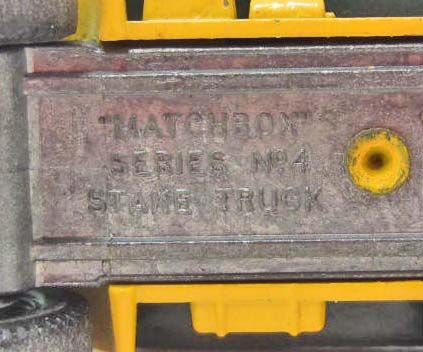 "MATCHBOX"
SERIES Nº4
STAKE TRUCK